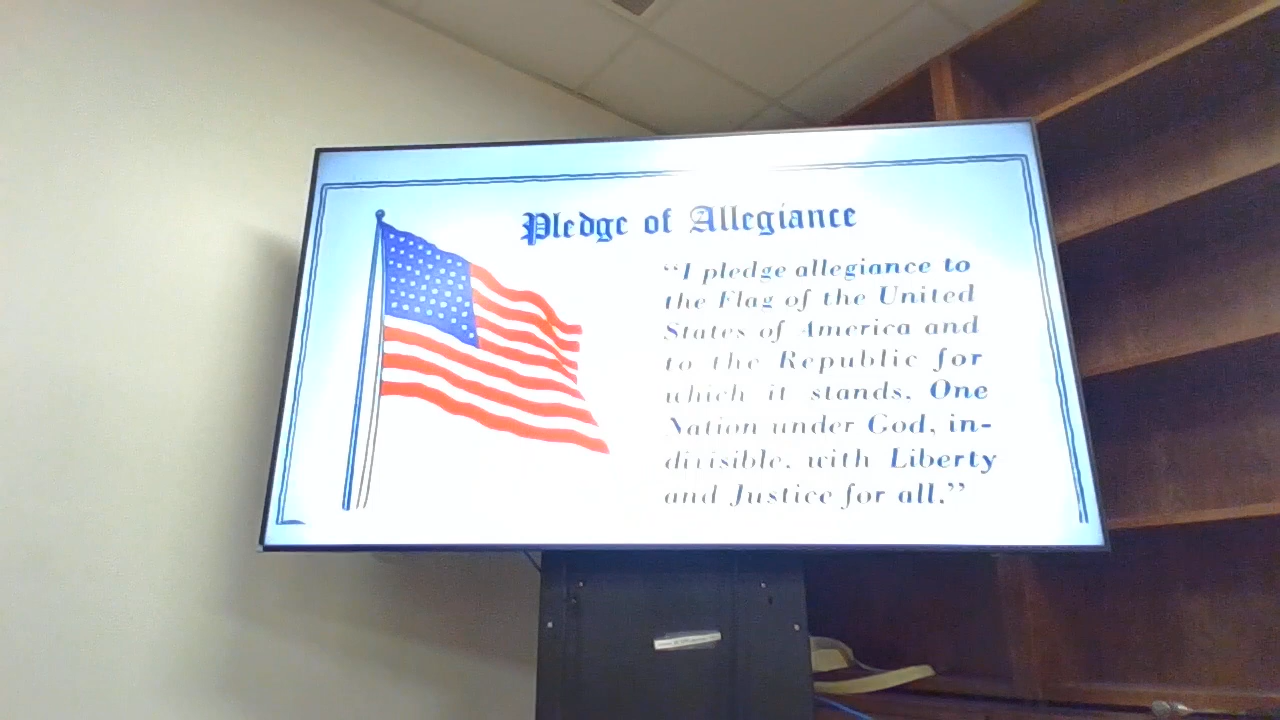 Pledge of Allegiance
“I pledge allegiance to
the Flag of the United
States of America and
to the Republic for
which it stands. One
Nation under God, in-
divisible, with Liberty
and Justice for all.”